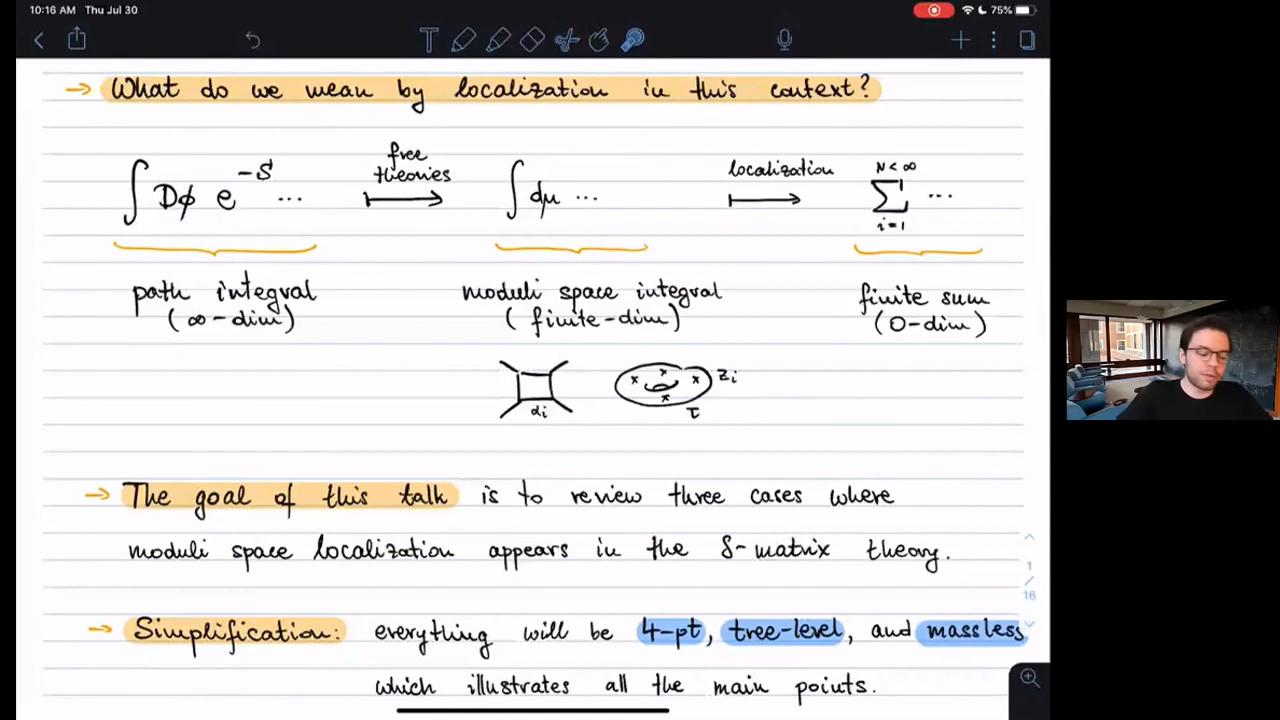 10:16 AM Thu Jul 30
75%
→ What do we mean by localization in this context?
∫ Dϕ e^{-S} ... free theories ⟼ ∫ dμ ... localization ⟼ ∑_{i=1}^{N<∞} ...
path integral moduli space integral finite sum
(∞-dim) (finite-dim) (0-dim)
αi zi τ
→ The goal of this talk is to review three cases where
moduli space localization appears in the S-matrix theory.
1
/
16
→ Simplification: everything will be 4-pt, tree-level, and massless
which illustrates all the main points.